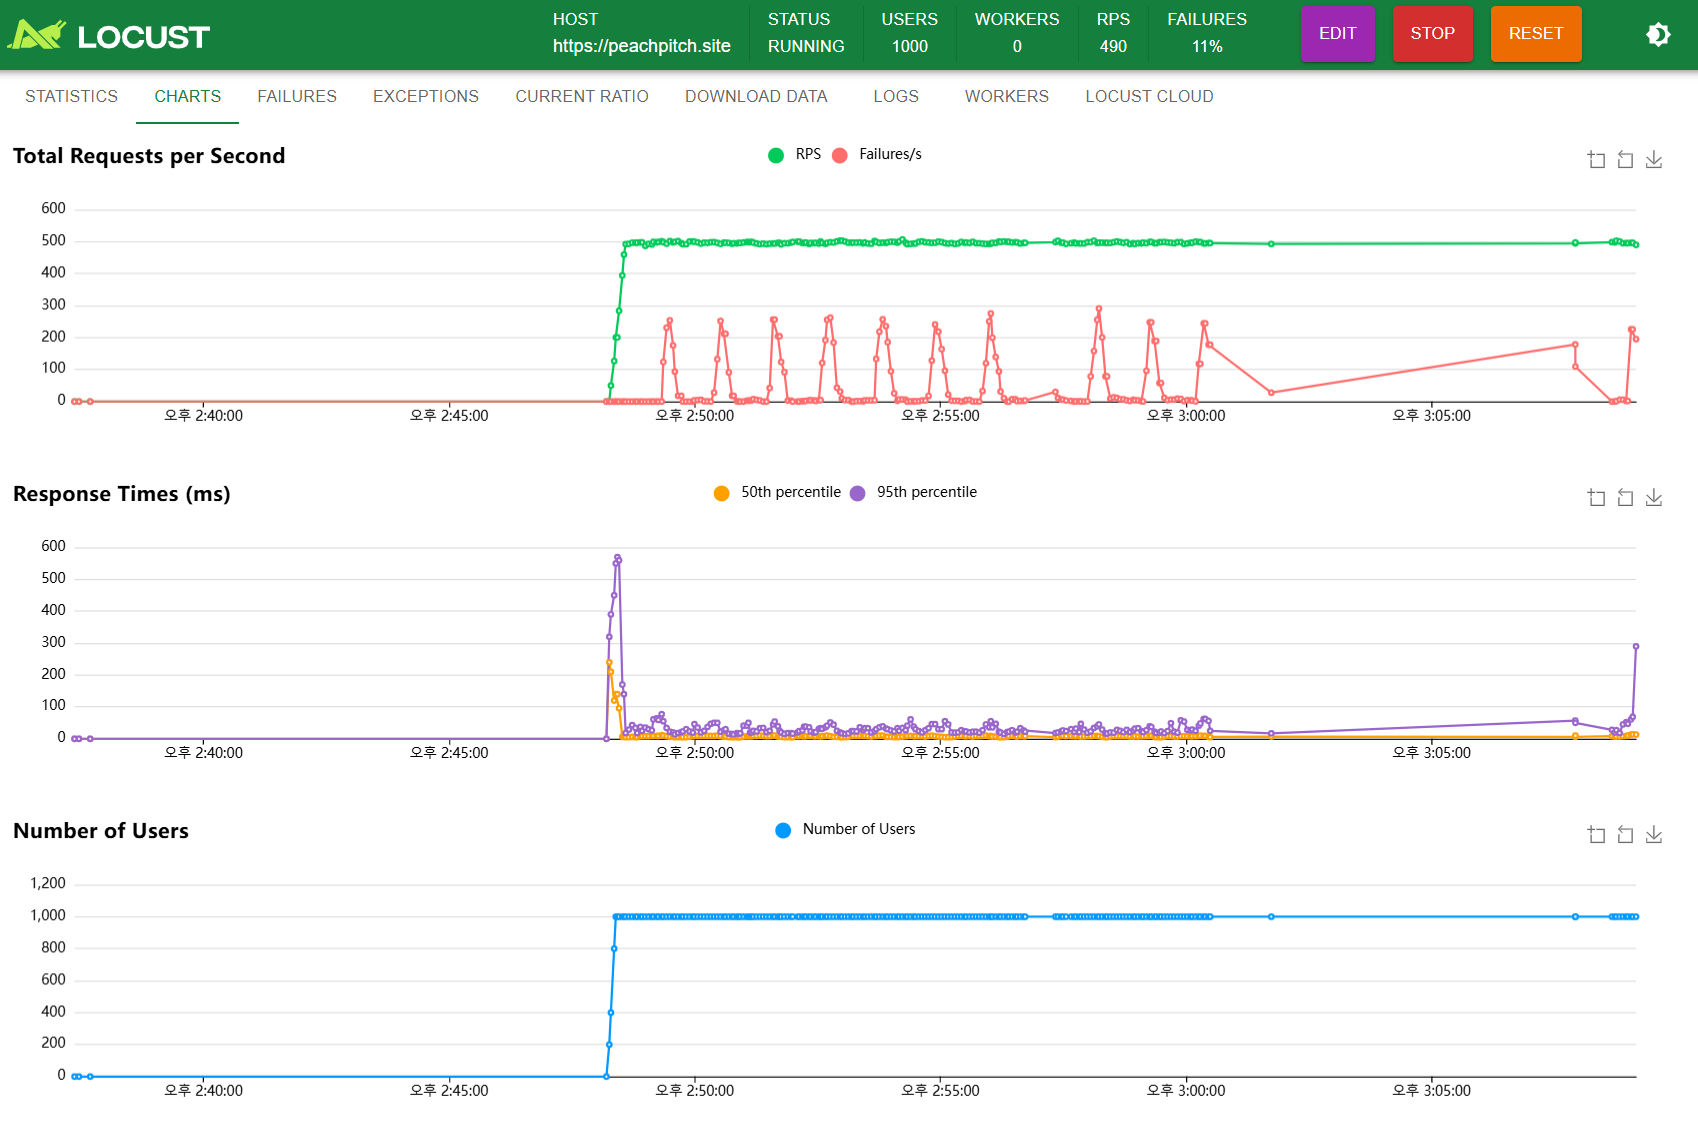 LOCUST
HOST
https://peachpitch.site
STATUS
RUNNING
USERS
1000
WORKERS
0
RPS
490
FAILURES
11%
EDIT
STOP
RESET
STATISTICS CHARTS FAILURES EXCEPTIONS CURRENT RATIO DOWNLOAD DATA LOGS WORKERS LOCUST CLOUD
Total Requests per Second
RPS Failures/s
600
500
400
300
200
100
0
오후 2:40:00 오후 2:45:00 오후 2:50:00 오후 2:55:00 오후 3:00:00 오후 3:05:00
Response Times (ms)
50th percentile 95th percentile
600
500
400
300
200
100
0
오후 2:40:00 오후 2:45:00 오후 2:50:00 오후 2:55:00 오후 3:00:00 오후 3:05:00
Number of Users
Number of Users
1,200
1,000
800
600
400
200
0
오후 2:40:00 오후 2:45:00 오후 2:50:00 오후 2:55:00 오후 3:00:00 오후 3:05:00